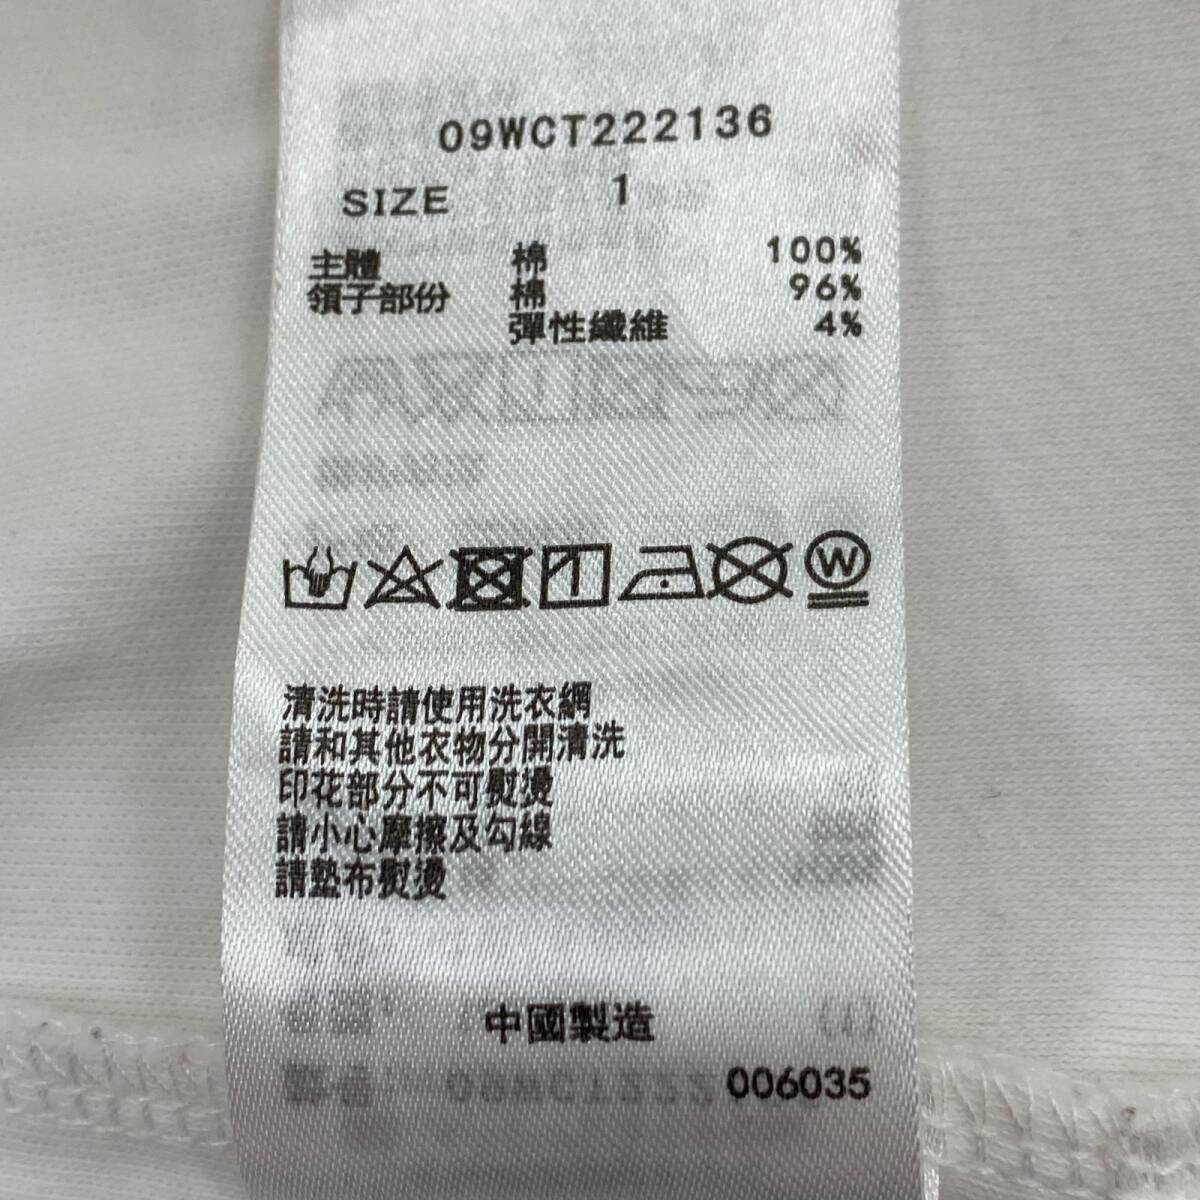 09WCT222136
SIZE 1
主體 棉 100%
領子部份 棉 96%
彈性纖維 4%
W
清洗時請使用洗衣網
請和其他衣物分開清洗
印花部分不可熨燙
請小心摩擦及勾線
請墊布熨燙
中國製造
006035